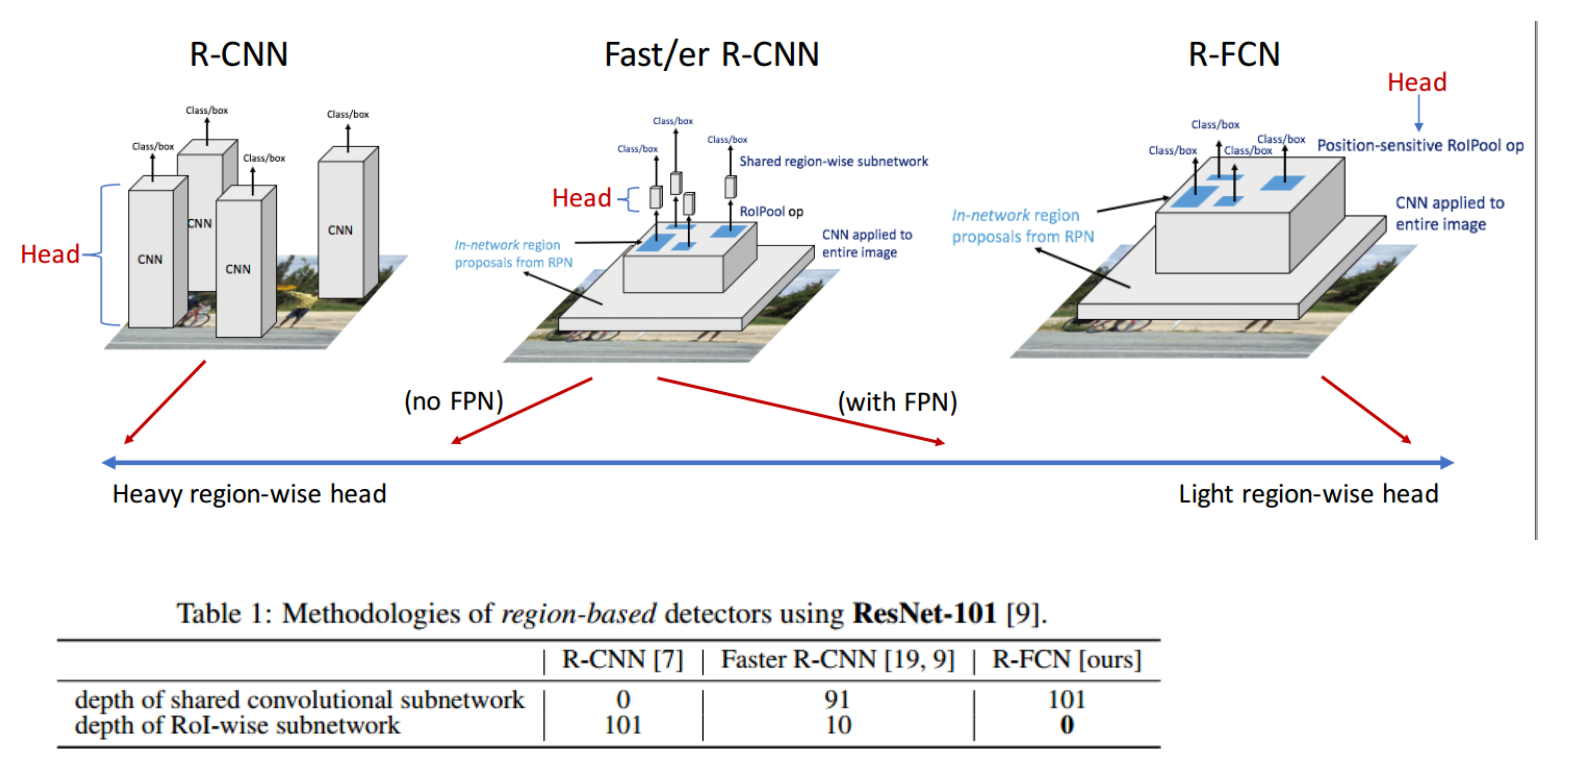 R-CNN
Class/box
Class/box
Class/box
Class/box
Head
CNN
CNN
CNN
CNN
Fast/er R-CNN
Class/box
Class/box
Class/box
Shared region-wise subnetwork
Head
RoIPool op
In-network region
proposals from RPN
CNN applied to
entire image
R-FCN
Head
Class/box
Class/box
Class/box
Class/box
Position-sensitive RoIPool op
In-network region
proposals from RPN
CNN applied to
entire image
(no FPN)
(with FPN)
Heavy region-wise head
Light region-wise head
Table 1: Methodologies of region-based detectors using ResNet-101 [9].
R-CNN [7] Faster R-CNN [19, 9] R-FCN [ours]
depth of shared convolutional subnetwork 0 91 101
depth of RoI-wise subnetwork 101 10 0